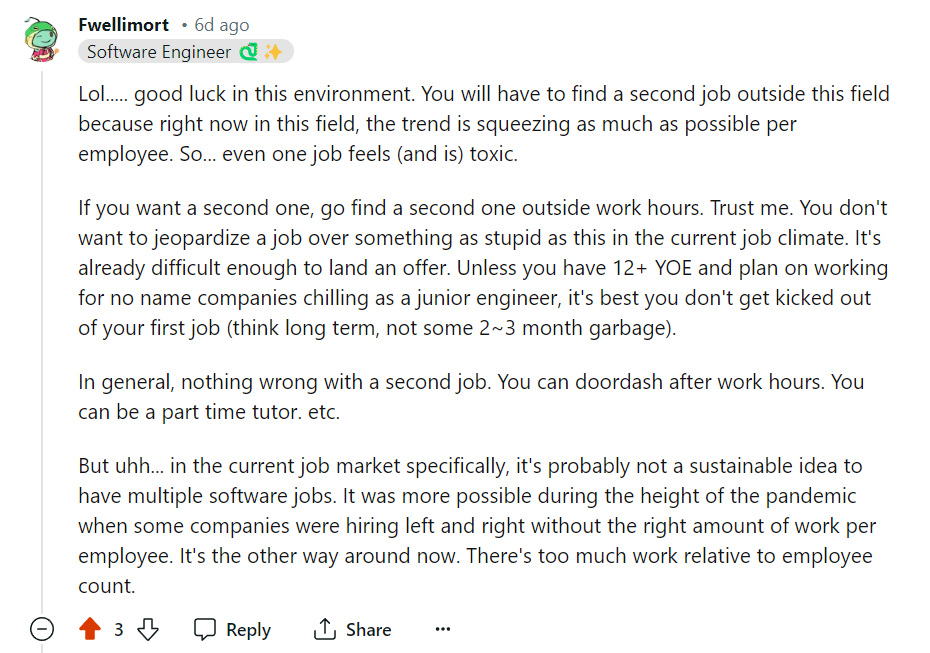 Fwellimort • 6d ago
Software Engineer
Lol..... good luck in this environment. You will have to find a second job outside this field
because right now in this field, the trend is squeezing as much as possible per
employee. So... even one job feels (and is) toxic.
If you want a second one, go find a second one outside work hours. Trust me. You don't
want to jeopardize a job over something as stupid as this in the current job climate. It's
already difficult enough to land an offer. Unless you have 12+ YOE and plan on working
for no name companies chilling as a junior engineer, it's best you don't get kicked out
of your first job (think long term, not some 2~3 month garbage).
In general, nothing wrong with a second job. You can doordash after work hours. You
can be a part time tutor. etc.
But uhh... in the current job market specifically, it's probably not a sustainable idea to
have multiple software jobs. It was more possible during the height of the pandemic
when some companies were hiring left and right without the right amount of work per
employee. It's the other way around now. There's too much work relative to employee
count.
3 Reply Share ...